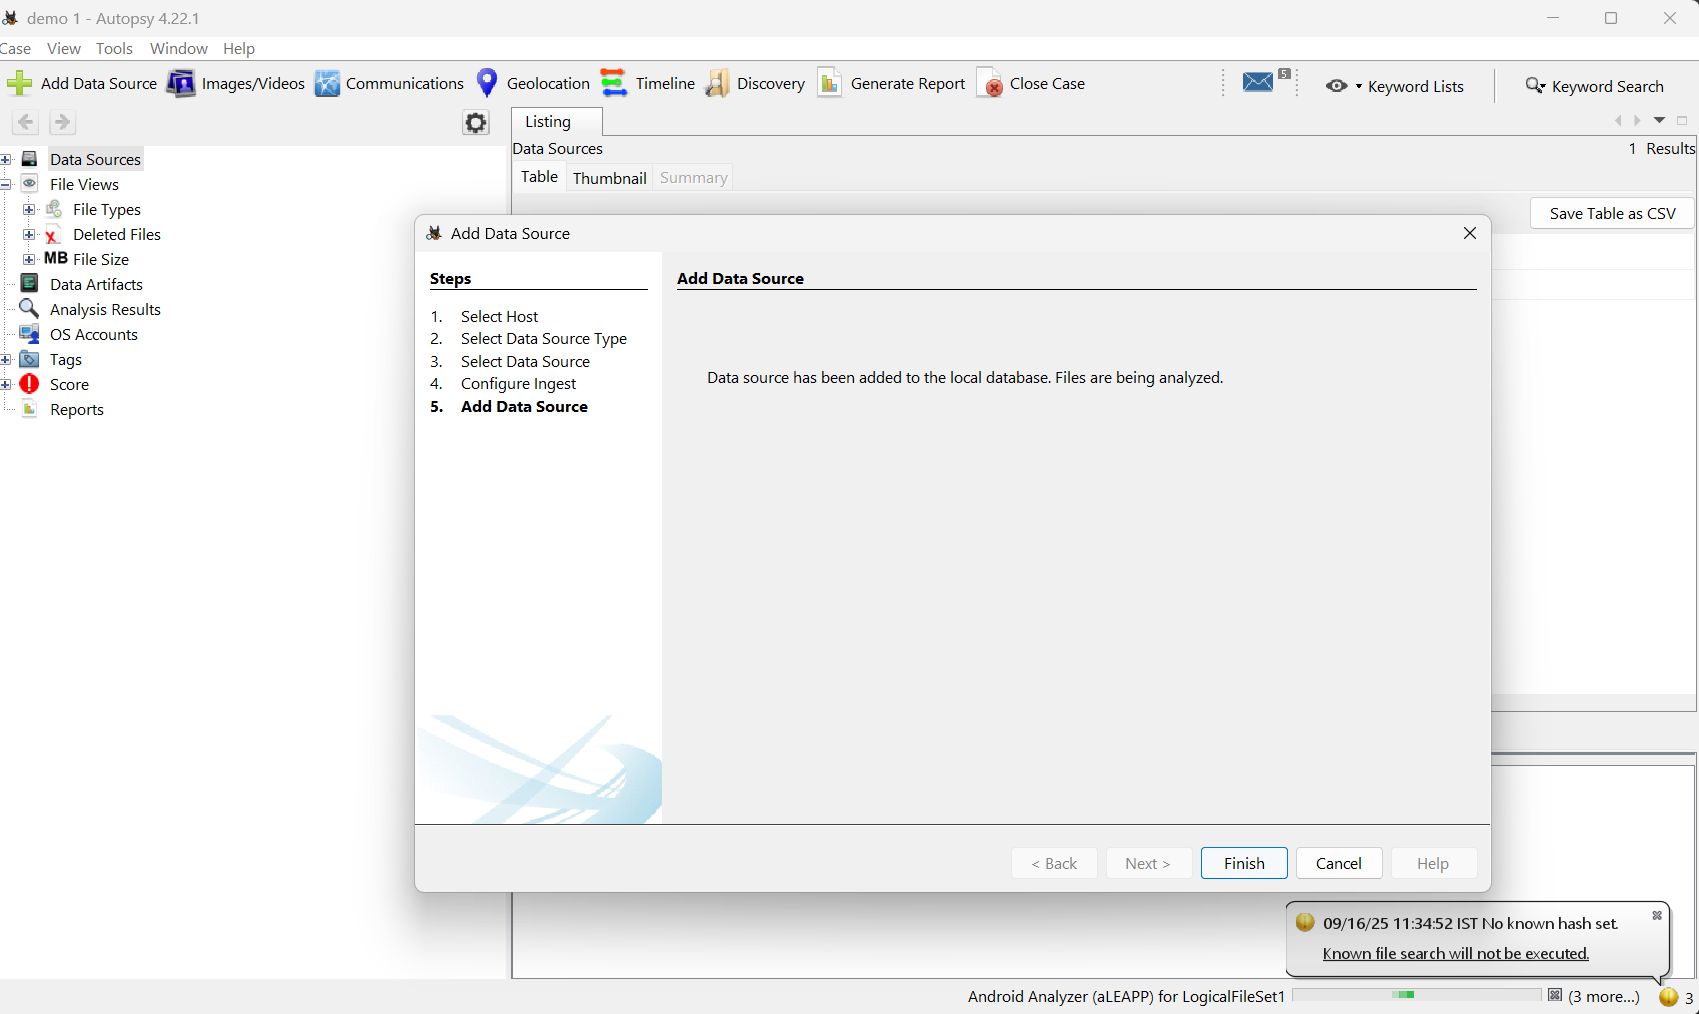 demo 1 - Autopsy 4.22.1
Case View Tools Window Help
Add Data Source Images/Videos Communications Geolocation Timeline Discovery Generate Report Close Case 5 Keyword Lists Keyword Search
Listing
Data Sources 1 Results
Table Thumbnail Summary
Save Table as CSV
Data Sources
File Views
File Types
Deleted Files
MB File Size
Data Artifacts
Analysis Results
OS Accounts
Tags
Score
Reports
Add Data Source
Steps
1. Select Host
2. Select Data Source Type
3. Select Data Source
4. Configure Ingest
5. Add Data Source
Add Data Source
Data source has been added to the local database. Files are being analyzed.
< Back Next > Finish Cancel Help
09/16/25 11:34:52 IST No known hash set.
Known file search will not be executed.
Android Analyzer (aLEAPP) for LogicalFileSet1 (3 more...) 3